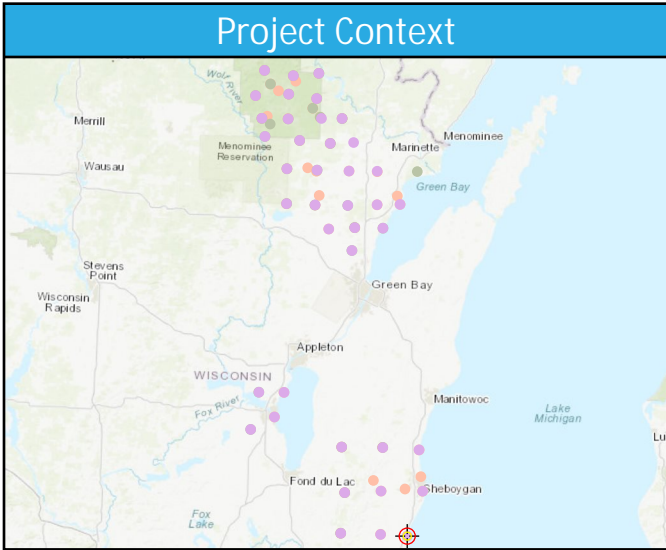 Project Context
Wolf
River
Merrill
Menominee
Marinette
Menominee
Reservation
Wausau
Green Bay
Stevens
Point
Green Bay
Wisconsin
Rapids
Appleton
WISCONSIN
Fox River
Manitowoc
Lake
Michigan
Lu
Fond du Lac
Sheboygan
Fox
Lake